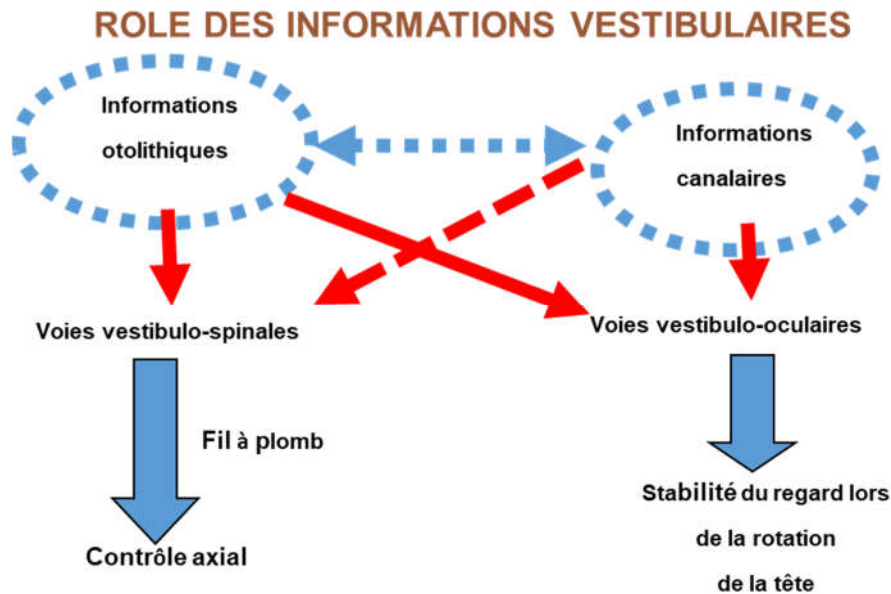 ROLE DES INFORMATIONS VESTIBULAIRES
Informations
otolithiques
Informations
canalaires
Voies vestibulo-spinales
Voies vestibulo-oculaires
Fil à plomb
Contrôle axial
Stabilité du regard lors
de la rotation
de la tête